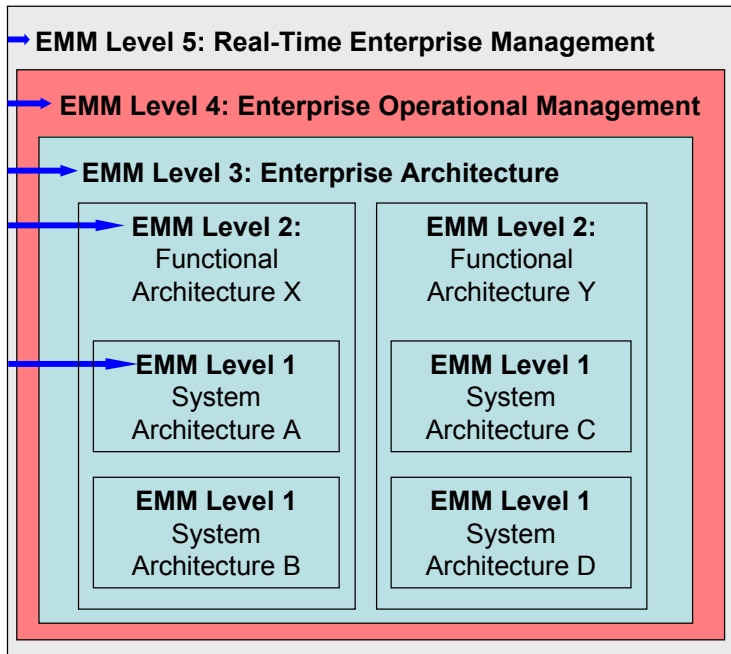 EMM Level 5: Real-Time Enterprise Management
EMM Level 4: Enterprise Operational Management
EMM Level 3: Enterprise Architecture
EMM Level 2:
Functional
Architecture X
EMM Level 1
System
Architecture A
EMM Level 1
System
Architecture B
EMM Level 2:
Functional
Architecture Y
EMM Level 1
System
Architecture C
EMM Level 1
System
Architecture D